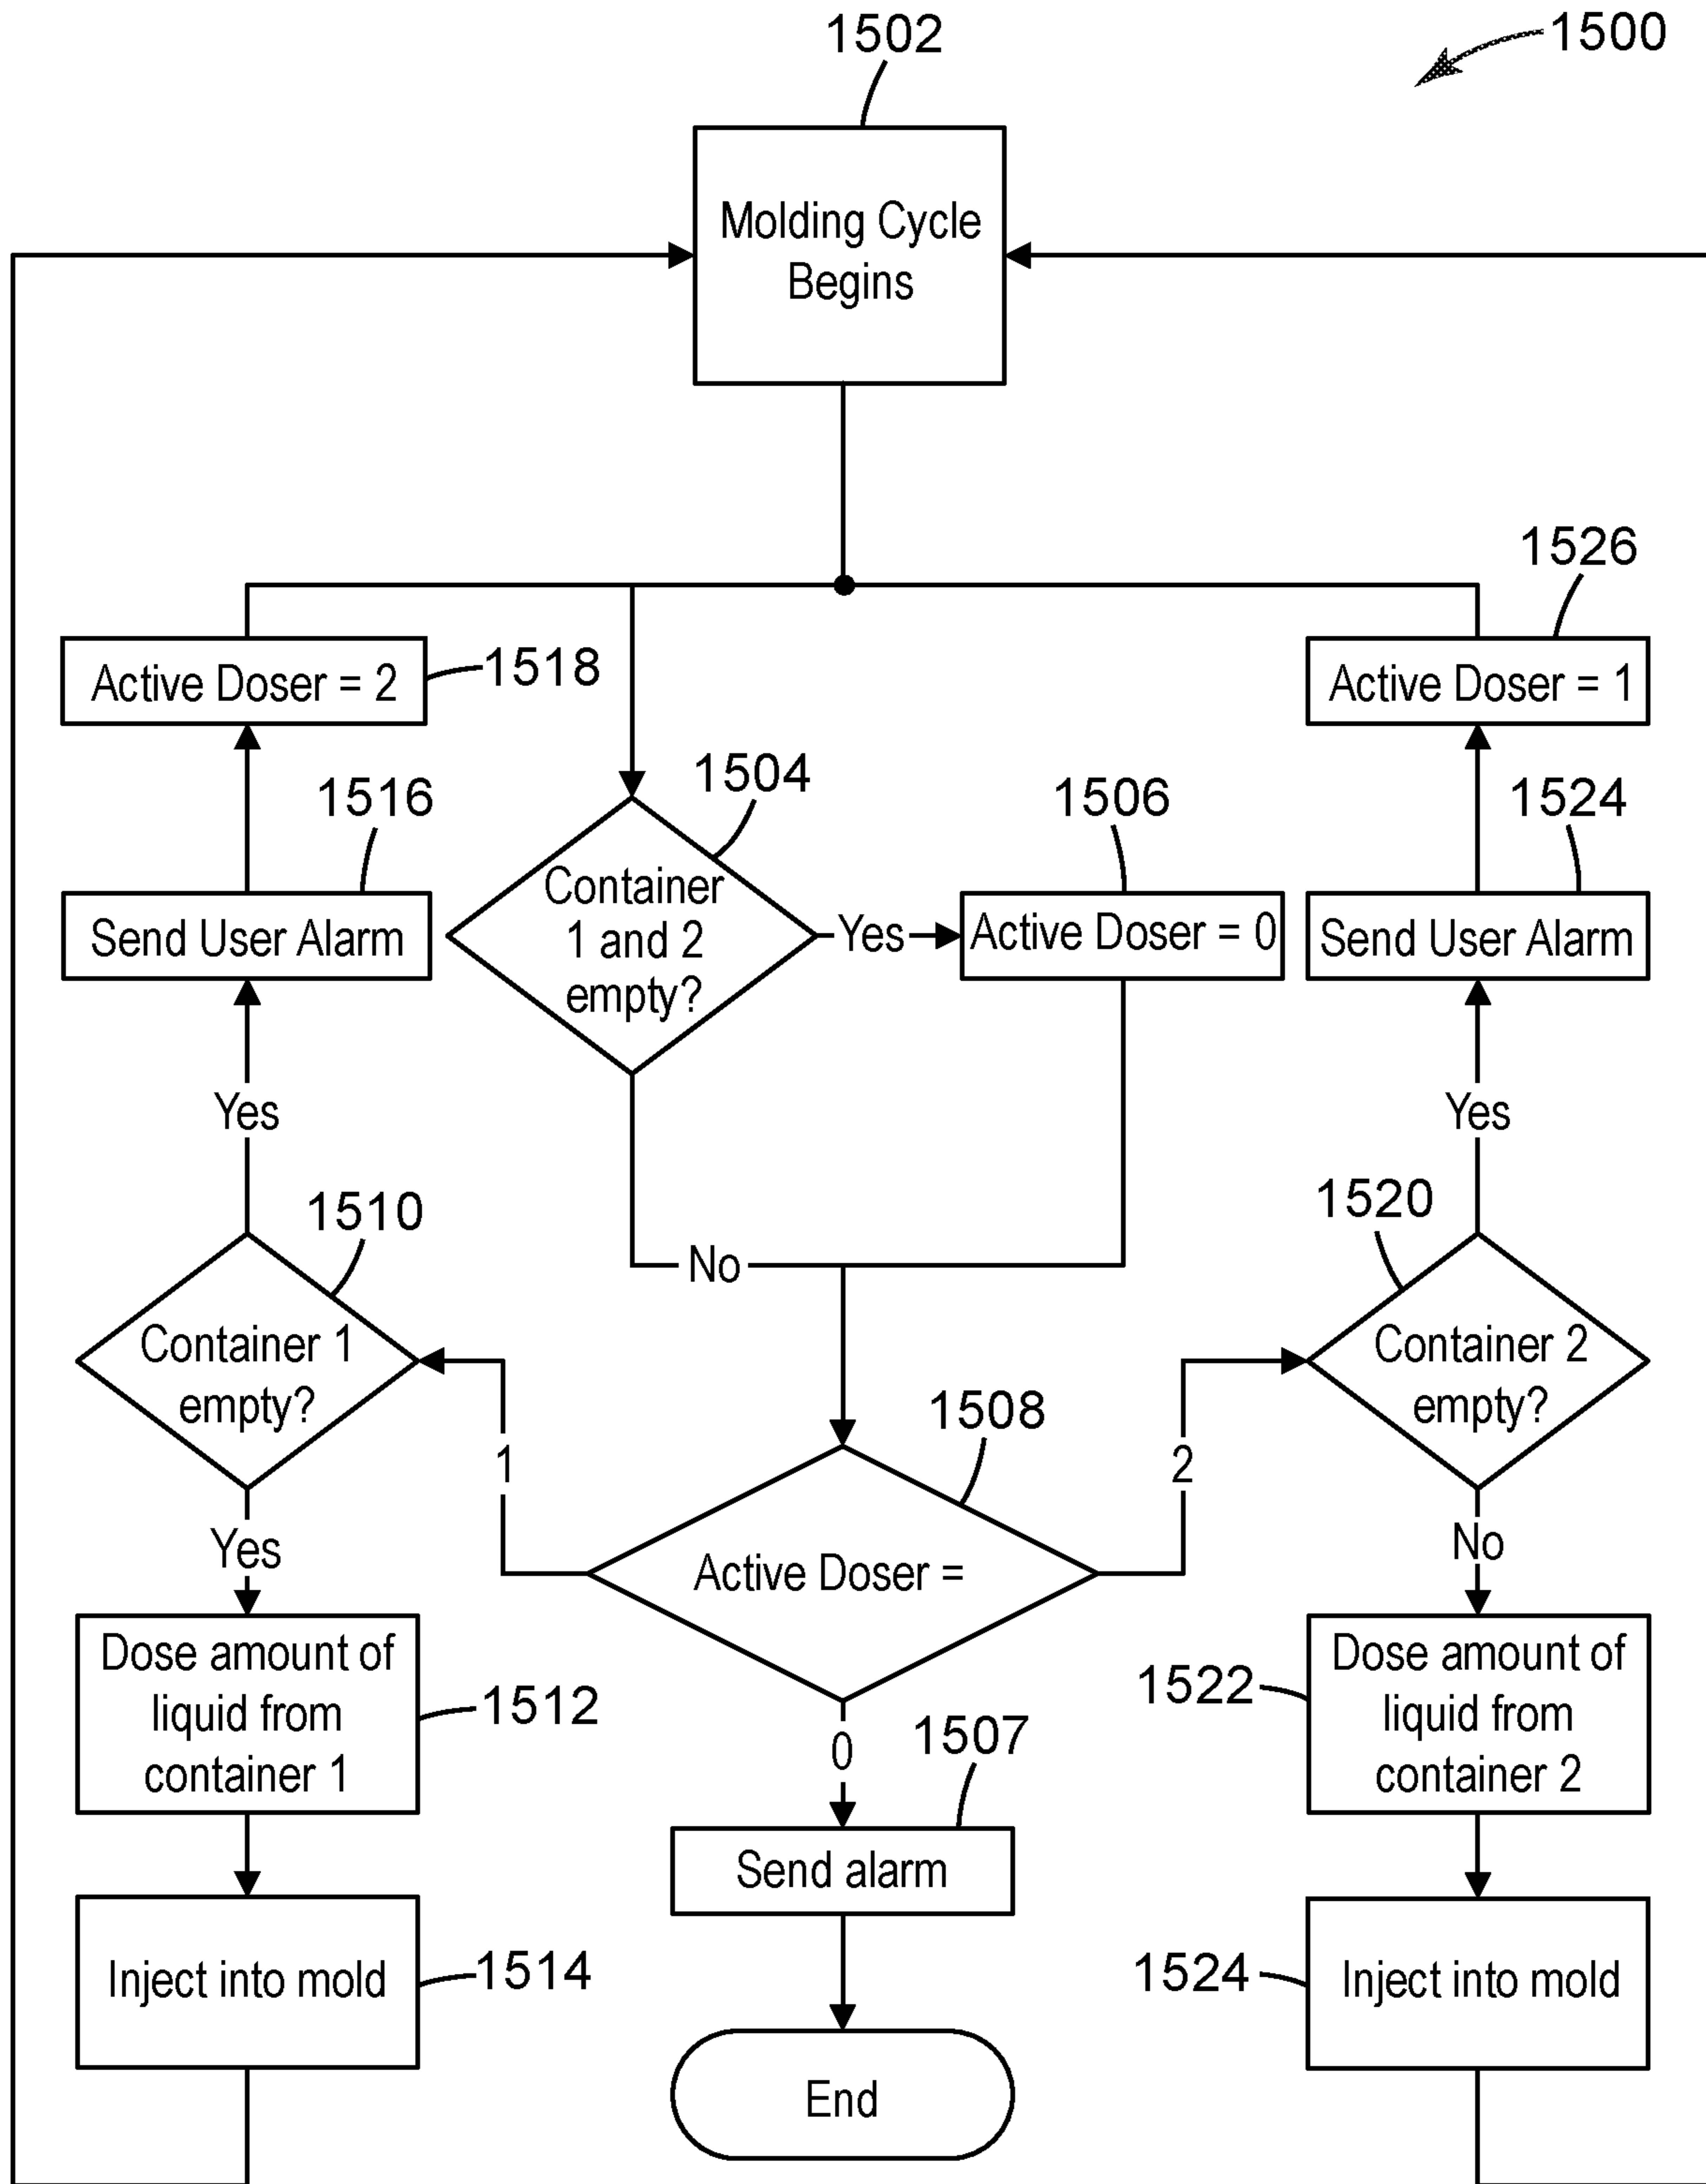 1502
1500
Molding Cycle
Begins
1526
Active Doser = 2
1518
Active Doser = 1
1504
1516
1506
1524
Container
1 and 2
empty?
Send User Alarm
Yes
Active Doser = 0
Send User Alarm
Yes
Yes
1510
1520
No
Container 1
empty?
Container 2
empty?
1508
1
2
Yes
No
Active Doser =
Dose amount of
liquid from
container 1
1512
1522
Dose amount of
liquid from
container 2
0
1507
Send alarm
Inject into mold
1514
1524
Inject into mold
End